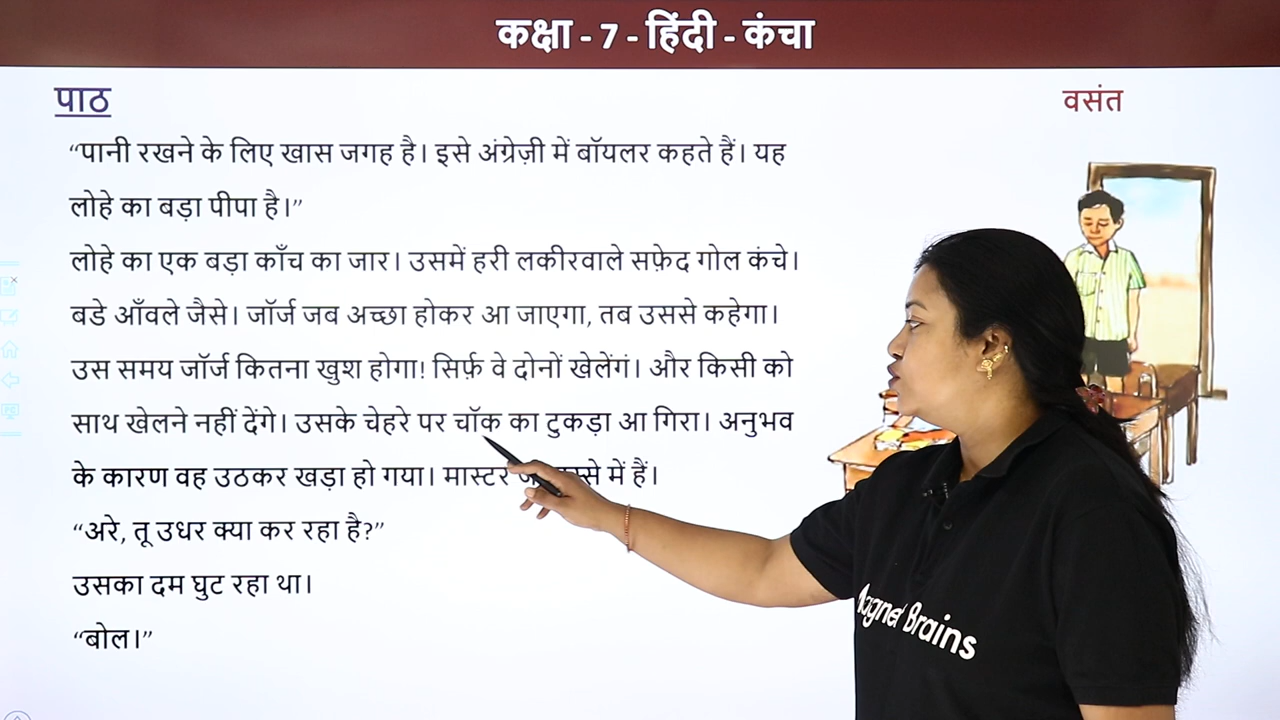 कक्षा - 7 - हिंदी - कंचा
पाठ
वसंत
“पानी रखने के लिए खास जगह है। इसे अंग्रेज़ी में बॉयलर कहते हैं। यह
लोहे का बड़ा पीपा है।”
लोहे का एक बड़ा काँच का जार। उसमें हरी लकीरवाले सफ़ेद गोल कंचे।
बडे आँवले जैसे। जॉर्ज जब अच्छा होकर आ जाएगा, तब उससे कहेगा।
उस समय जॉर्ज कितना खुश होगा! सिर्फ़ वे दोनों खेलेंगं। और किसी को
साथ खेलने नहीं देंगे। उसके चेहरे पर चॉक का टुकड़ा आ गिरा। अनुभव
के कारण वह उठकर खड़ा हो गया। मास्टर में हैं।
“अरे, तू उधर क्या कर रहा है?”
उसका दम घुट रहा था।
“बोल।”
Magnet Brains